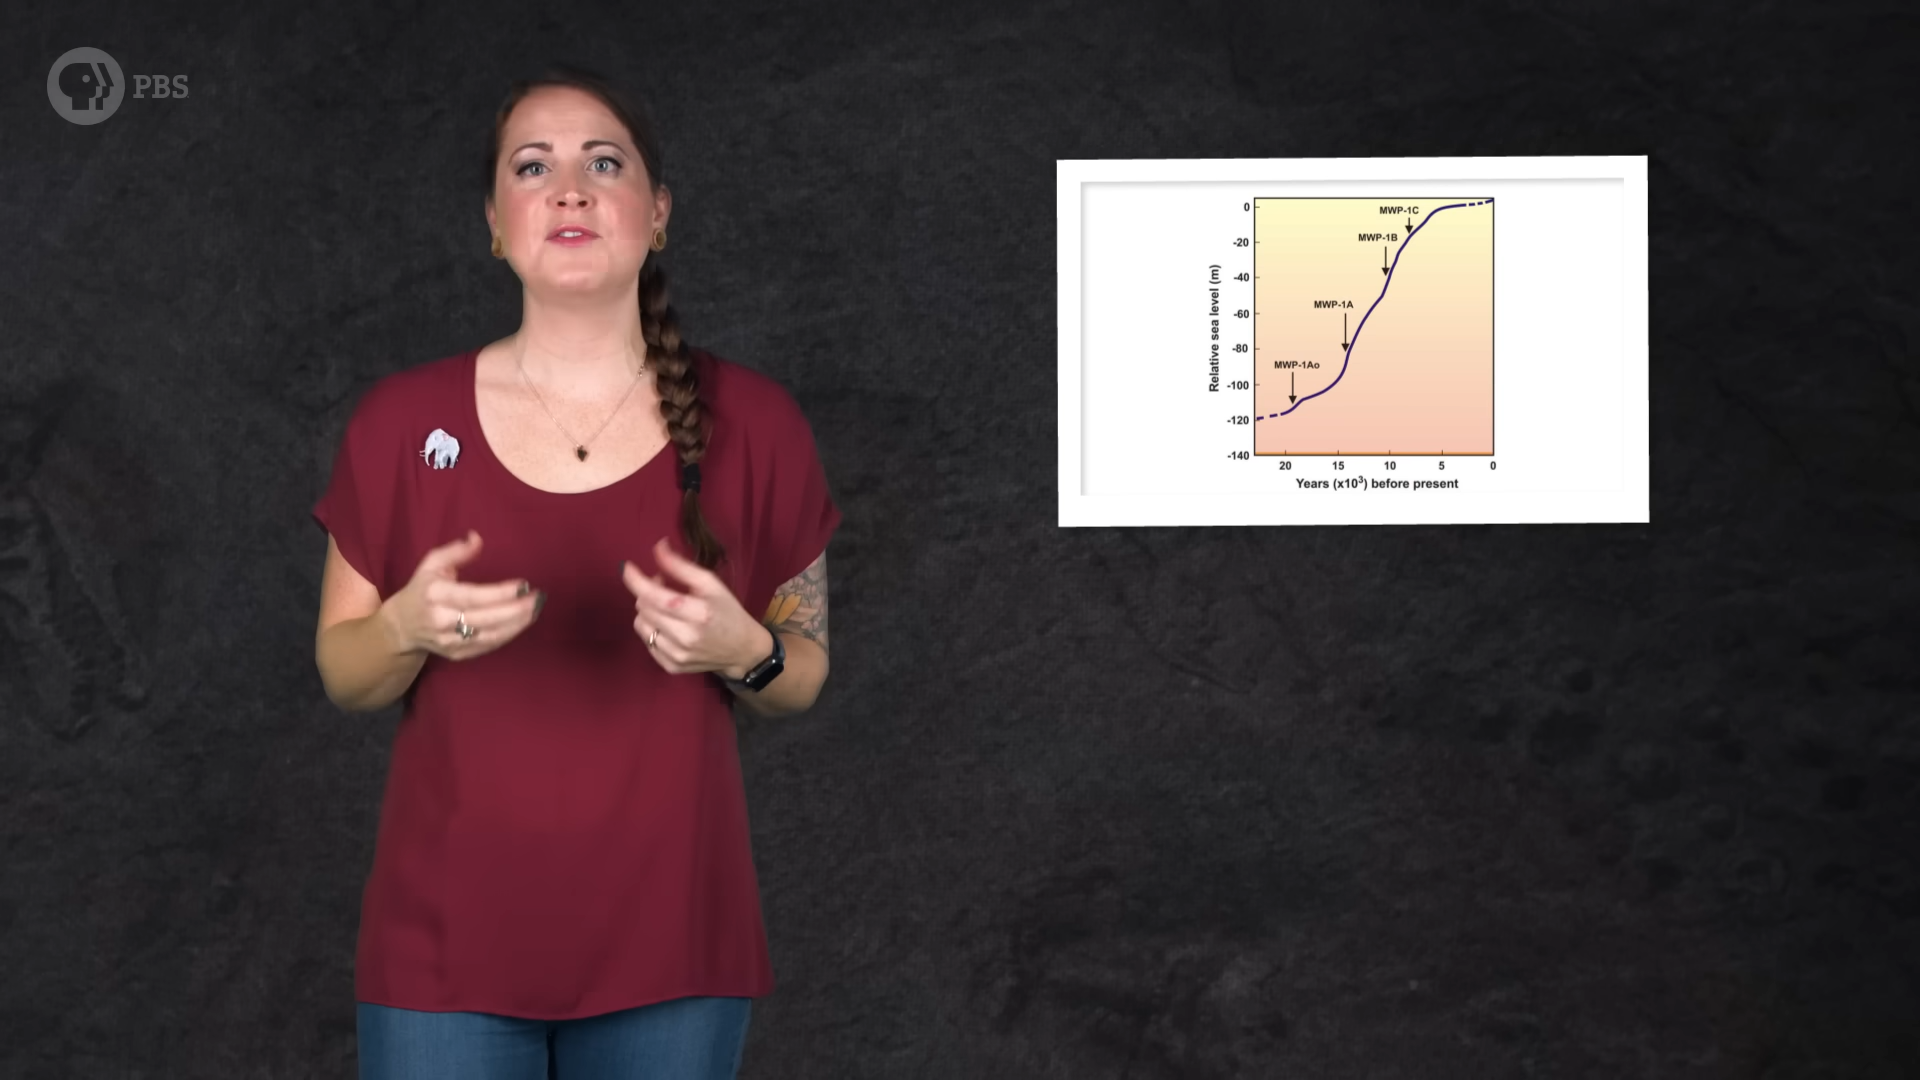 PBS
MWP-1C
MWP-1B
MWP-1A
MWP-1Ao
0
-20
-40
-60
-80
-100
-120
-140
Relative sea level (m)
20 15 10 5 0
Years (x10³) before present